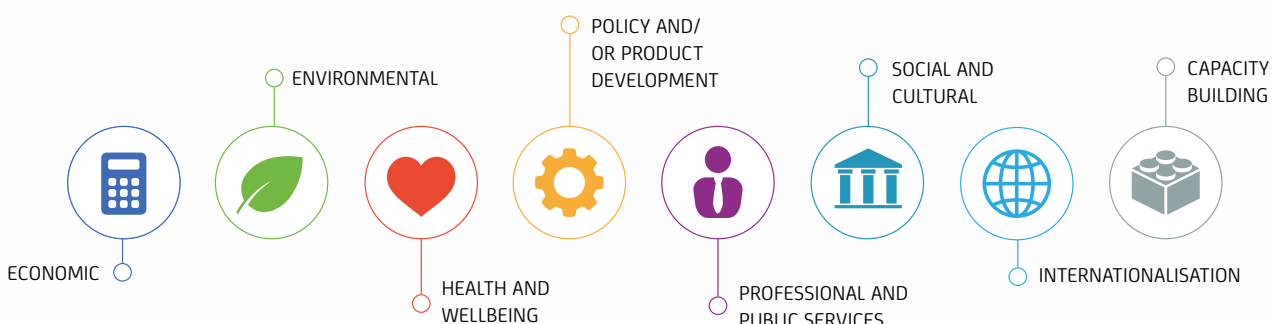 ECONOMIC
ENVIRONMENTAL
HEALTH AND
WELLBEING
POLICY AND/
OR PRODUCT
DEVELOPMENT
PROFESSIONAL AND
PUBLIC SERVICES
SOCIAL AND
CULTURAL
INTERNATIONALISATION
CAPACITY
BUILDING